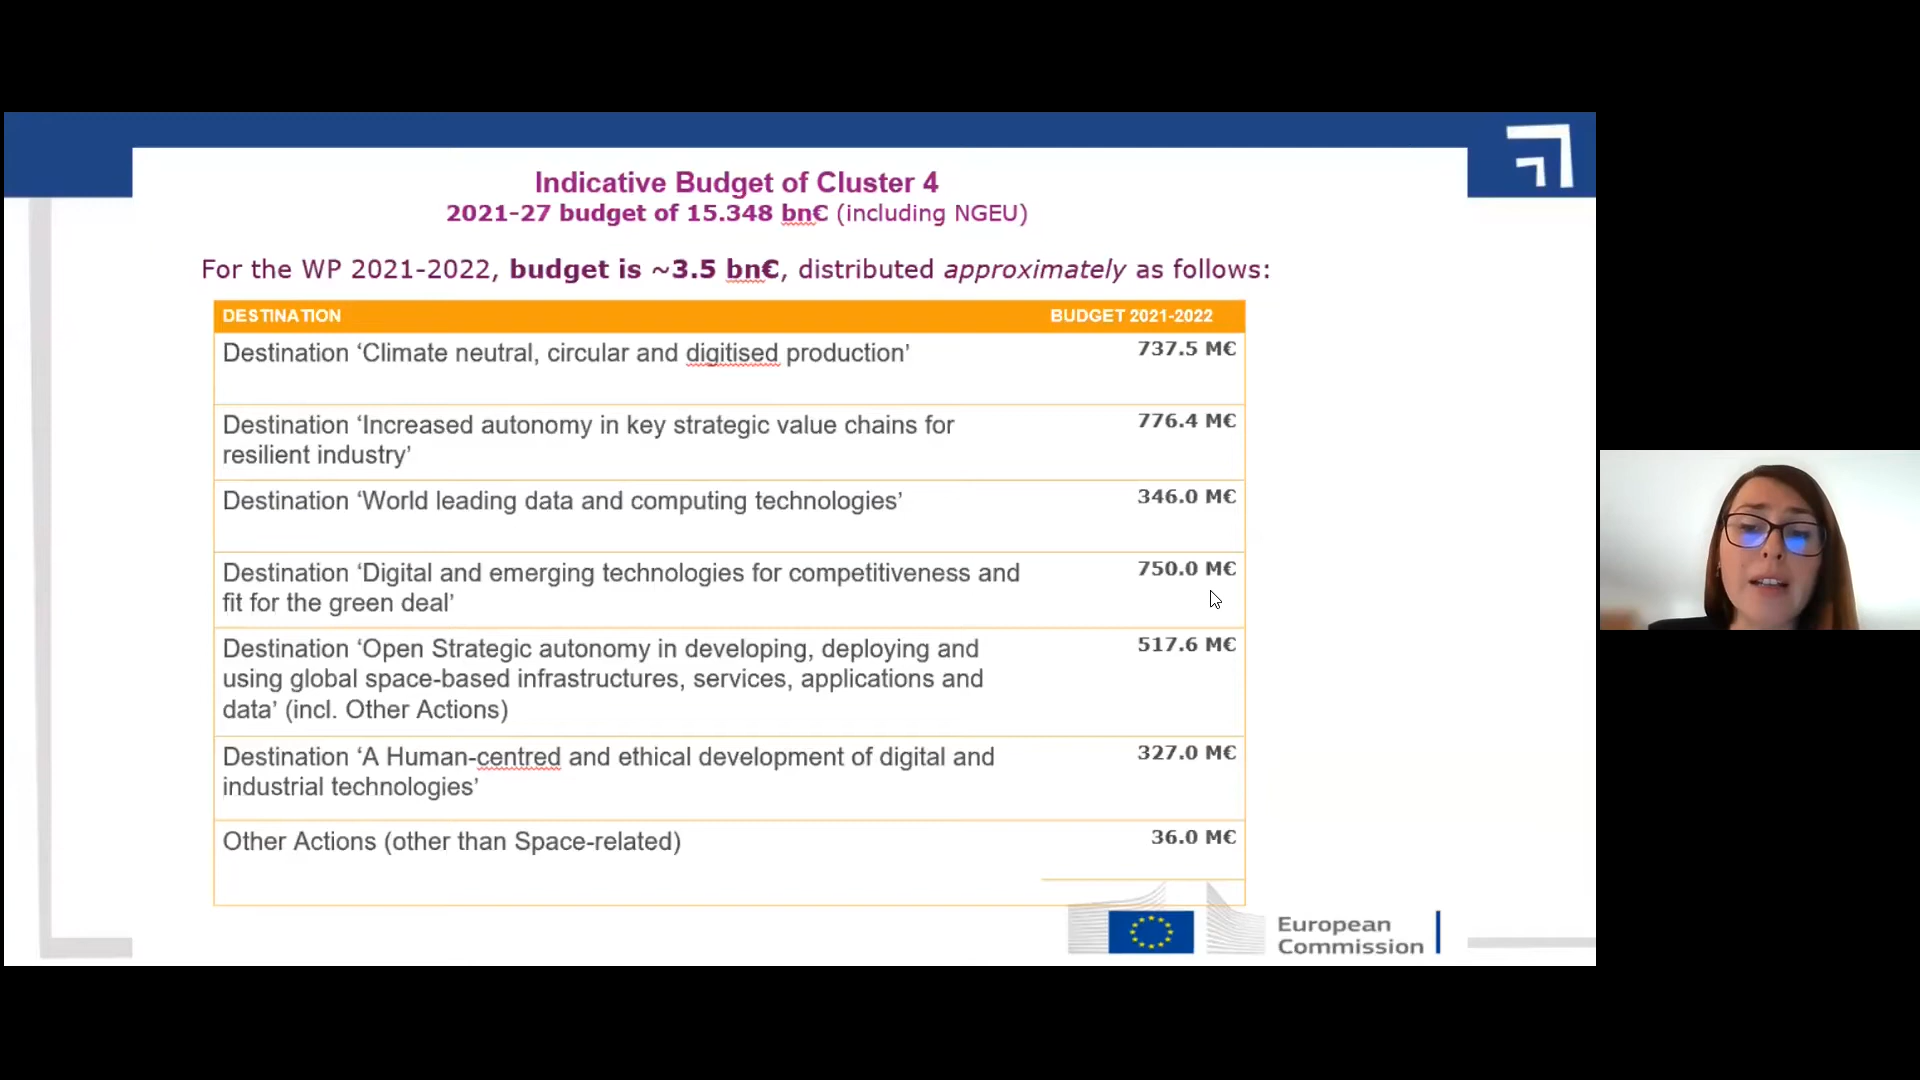 Indicative Budget of Cluster 4
2021-27 budget of 15.348 bn€ (including NGEU)
For the WP 2021-2022, budget is ~3.5 bn€, distributed approximately as follows:
DESTINATION BUDGET 2021-2022
Destination ‘Climate neutral, circular and digitised production’ 737.5 M€
Destination ‘Increased autonomy in key strategic value chains for 776.4 M€
resilient industry’
Destination ‘World leading data and computing technologies’ 346.0 M€
Destination ‘Digital and emerging technologies for competitiveness and 750.0 M€
fit for the green deal’
Destination ‘Open Strategic autonomy in developing, deploying and 517.6 M€
using global space-based infrastructures, services, applications and
data’ (incl. Other Actions)
Destination ‘A Human-centred and ethical development of digital and 327.0 M€
industrial technologies’
Other Actions (other than Space-related) 36.0 M€
European
Commission